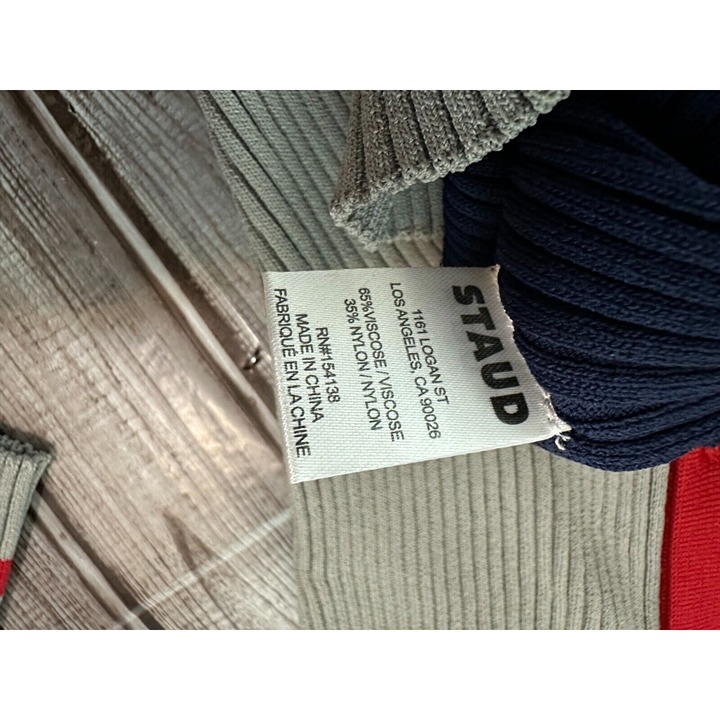 STAUD
1161 LOGAN ST
LOS ANGELES, CA 90026
65%VISCOSE / VISCOSE
35% NYLON / NYLON
RN#154138
MADE IN CHINA
FABRIQUÉ EN LA CHINE